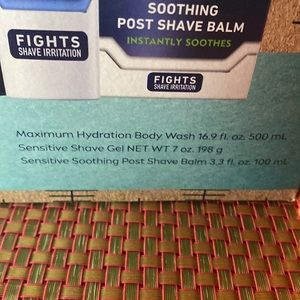 SOOTHING
POST SHAVE BALM
INSTANTLY SOOTHES
FIGHTS
SHAVE IRRITATION
FIGHTS
SHAVE IRRITATION
Maximum Hydration Body Wash 16.9 fl. oz. 500 mL
Sensitive Shave Gel NET WT 7 oz. 198 g
Sensitive Soothing Post Shave Balm 3.3 fl. oz. 100 mL